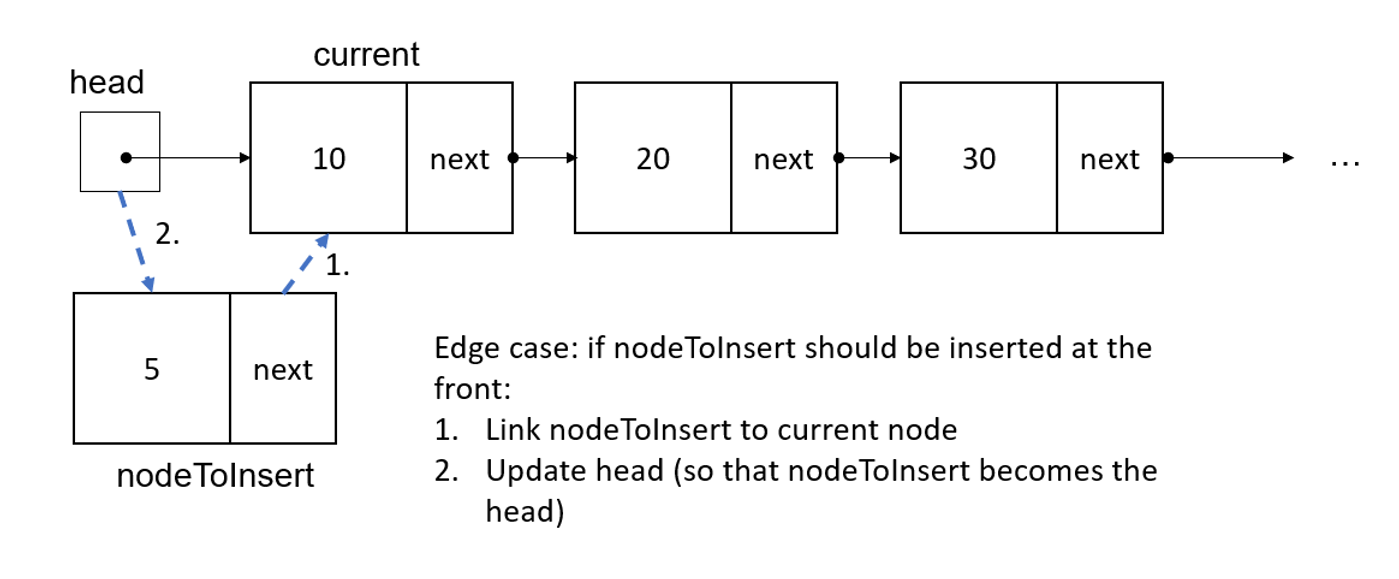 current
head
10
next
20
next
30
next
...
2.
1.
5
next
nodeToInsert
Edge case: if nodeToInsert should be inserted at the
front:
1. Link nodeToInsert to current node
2. Update head (so that nodeToInsert becomes the
head)